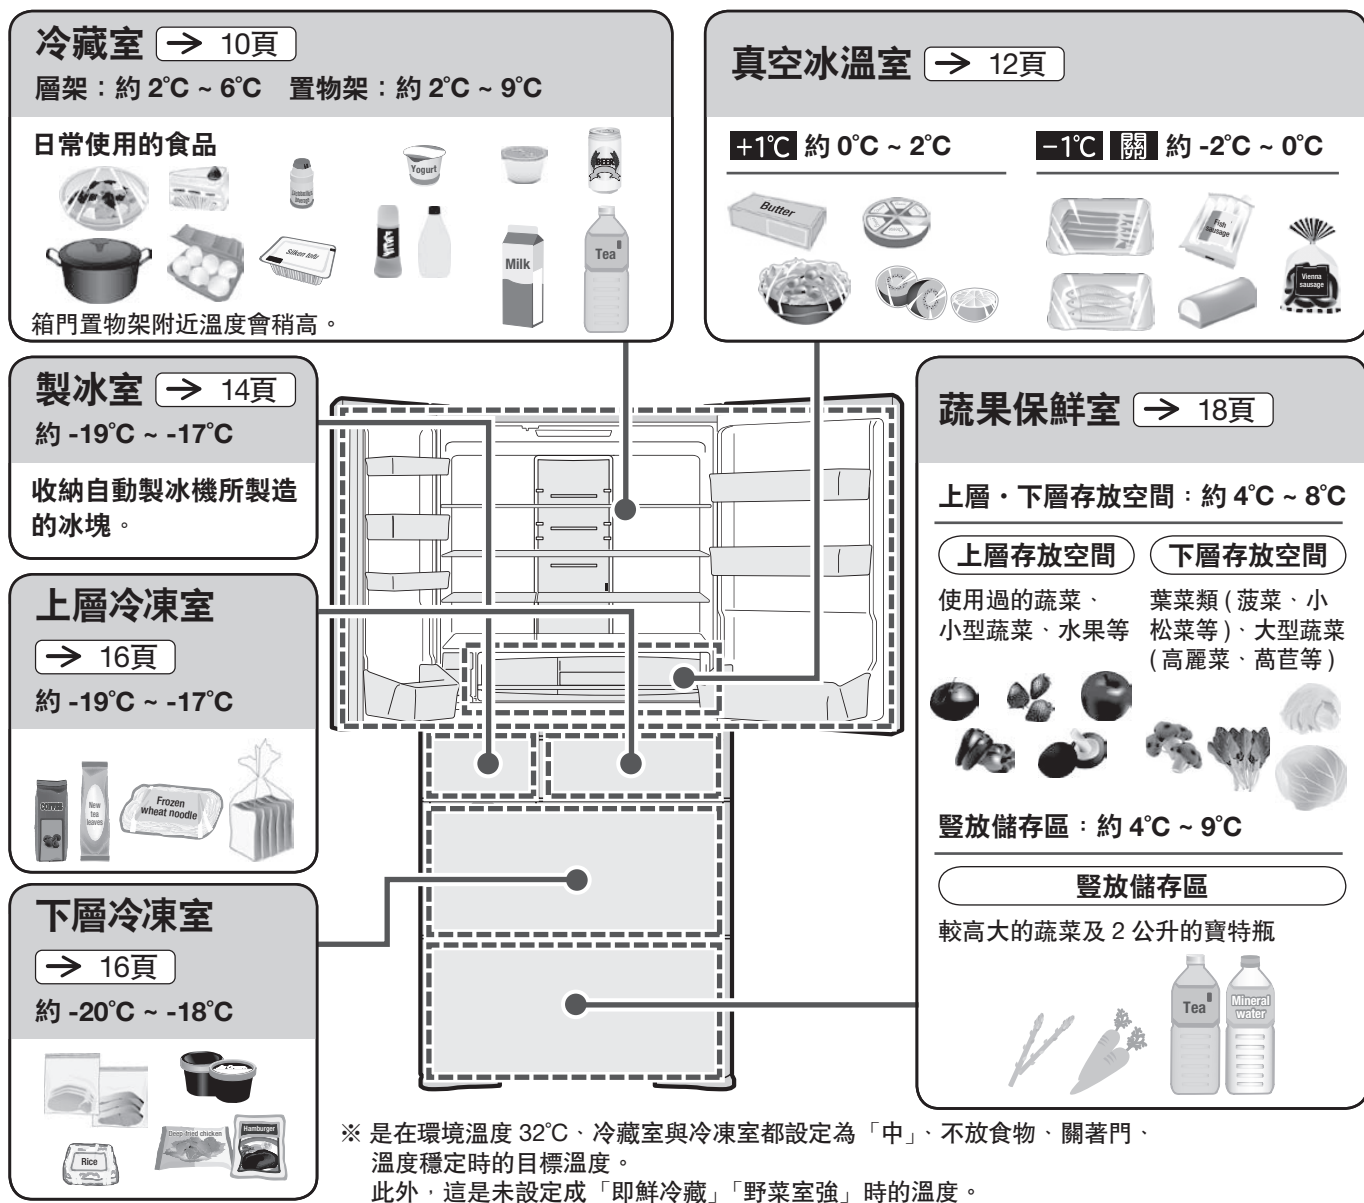 冷藏室 → 10頁
層架：約 2°C ~ 6°C 置物架：約 2°C ~ 9°C
日常使用的食品
Yogurt
BEER
Silken tofu
Milk
Tea
箱門置物架附近溫度會稍高。
真空冰溫室 → 12頁
+1°C 約 0°C ~ 2°C
−1°C 關 約 -2°C ~ 0°C
Butter
Fish
sausage
Vienna
sausage
製冰室 → 14頁
約 -19°C ~ -17°C
收納自動製冰機所製造
的冰塊。
上層冷凍室
→ 16頁
約 -19°C ~ -17°C
COFFEE
New
tea
leaves
Frozen
wheat noodle
下層冷凍室
→ 16頁
約 -20°C ~ -18°C
Rice
Deep fried chicken
Hamburger
蔬果保鮮室 → 18頁
上層・下層存放空間：約 4°C ~ 8°C
上層存放空間
使用過的蔬菜、
小型蔬菜、水果等
下層存放空間
葉菜類 ( 菠菜、小
松菜等 )、大型蔬菜
( 高麗菜、萵苣等 )
豎放儲存區：約 4°C ~ 9°C
豎放儲存區
較高大的蔬菜及 2 公升的寶特瓶
Tea
Mineral
water
※ 是在環境溫度 32°C、冷藏室與冷凍室都設定為「中」、不放食物、關著門、
溫度穩定時的目標溫度。
此外，這是未設定成「即鮮冷藏」「野菜室強」時的溫度。